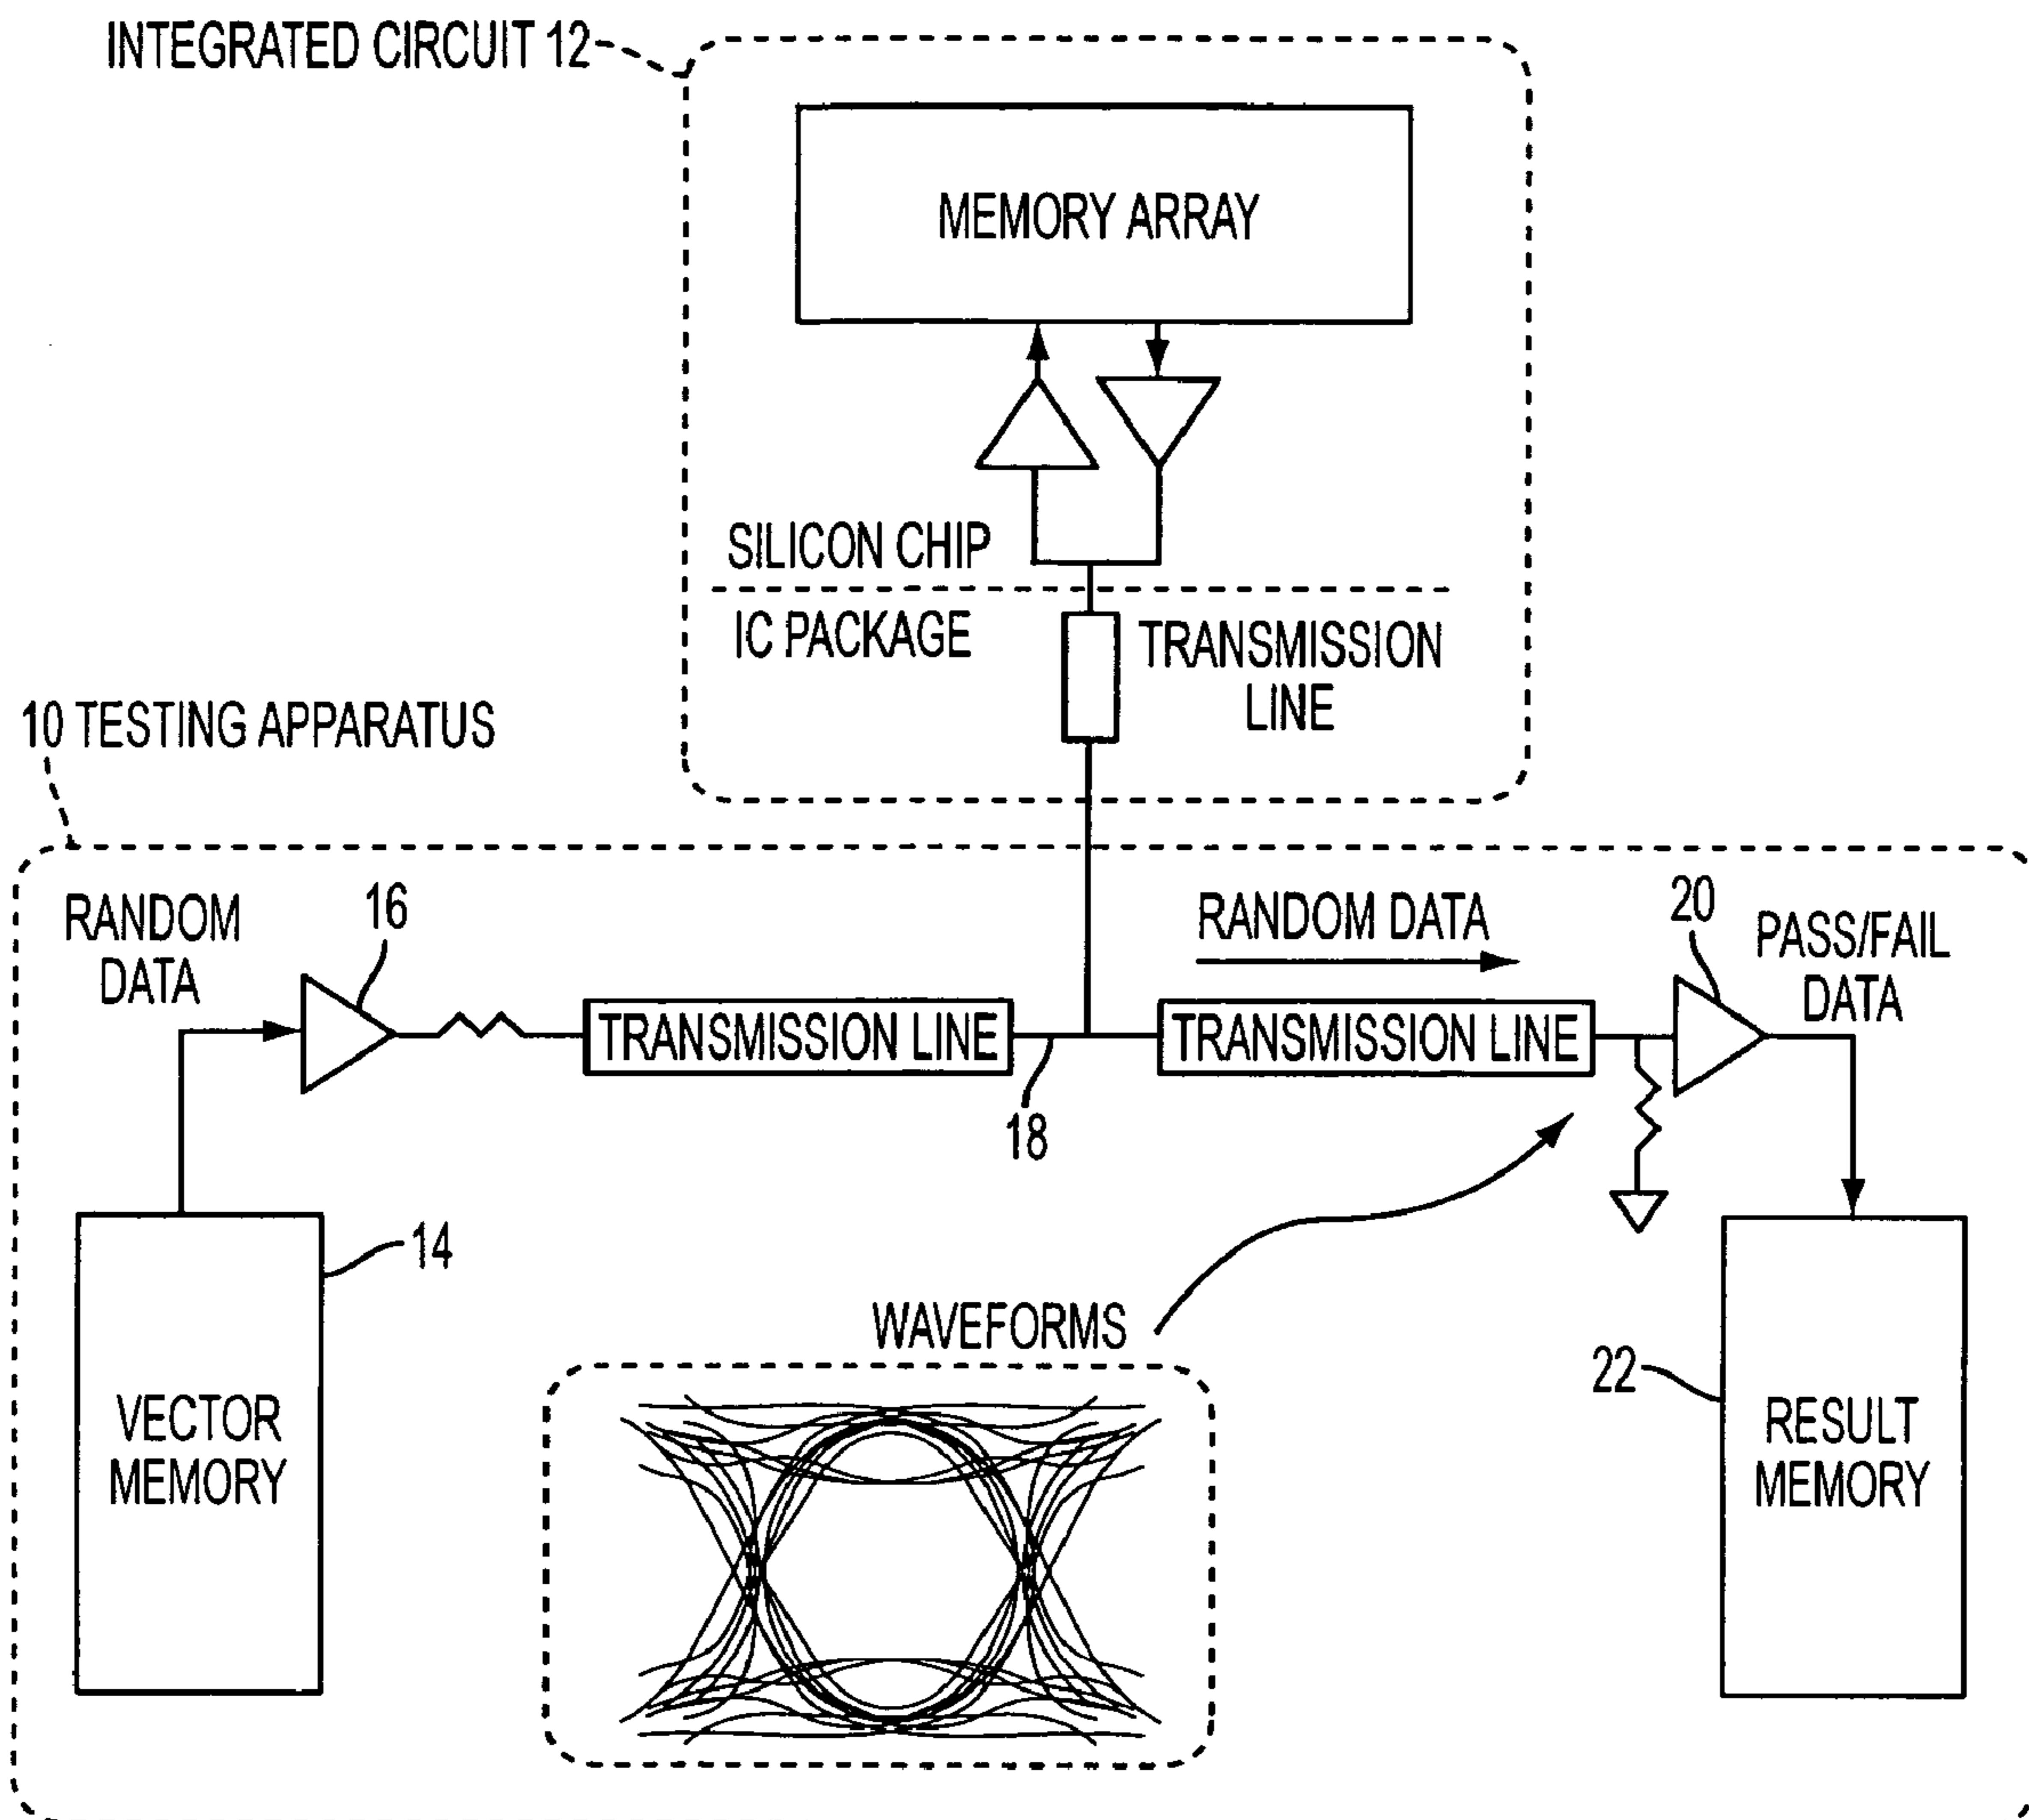 INTEGRATED CIRCUIT 12
MEMORY ARRAY
SILICON CHIP
IC PACKAGE
TRANSMISSION
LINE
10 TESTING APPARATUS
RANDOM
DATA
16
RANDOM DATA
20
PASS/FAIL
DATA
TRANSMISSION LINE
TRANSMISSION LINE
18
14
VECTOR
MEMORY
WAVEFORMS
22
RESULT
MEMORY